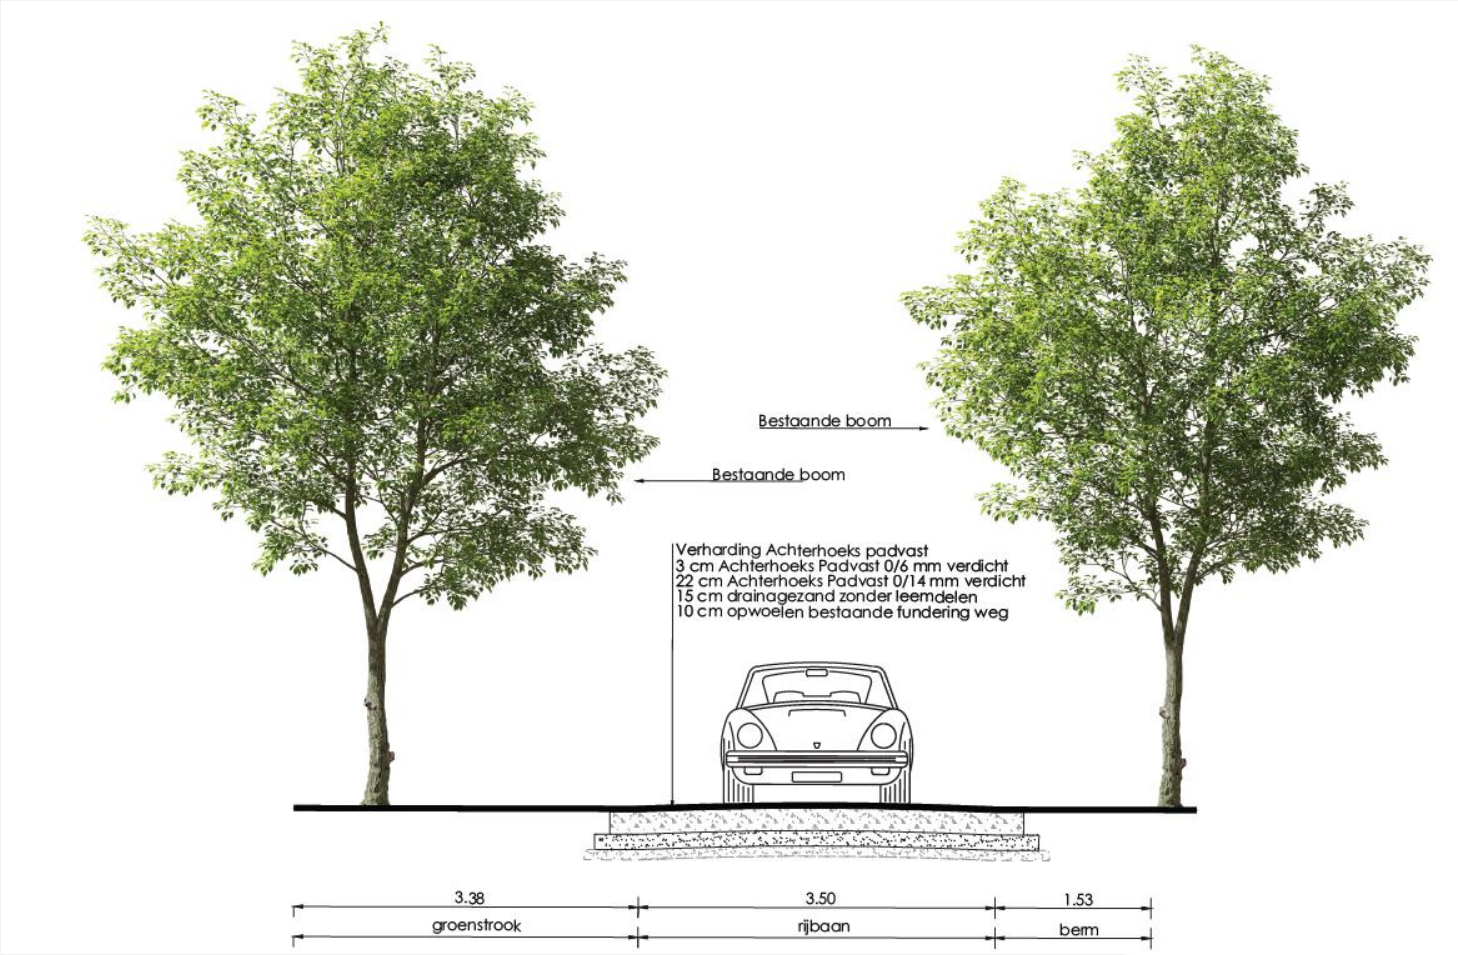 Bestaande boom
Bestaande boom
Verharding Achterhoeks padvast
3 cm Achterhoeks Padvast 0/6 mm verdicht
22 cm Achterhoeks Padvast 0/14 mm verdicht
15 cm drainagezand zonder leemdelen
10 cm opwoelen bestaande fundering weg
3.38
3.50
1.53
groenstrook
rijbaan
berm